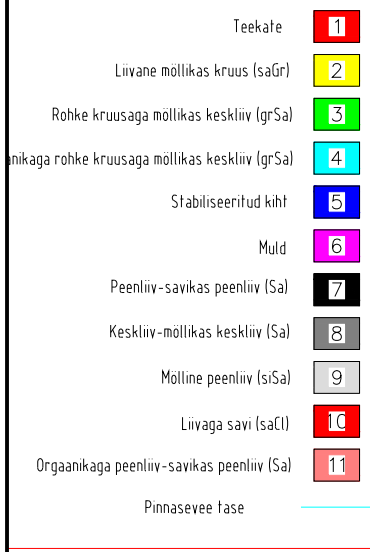 Teekate 1
Liivane möllikas kruus (saGr) 2
Rohke kruusaga möllikas keskliiv (grSa) 3
rohke kruusaga möllikas keskliiv (grSa) 4
Stabiliseeritud kiht 5
Muld 6
Peenliiv-savikas peenliiv (Sa) 7
Keskliiv-möllikas keskliiv (Sa) 8
Mölline peenliiv (siSa) 9
Liivaga savi (saCl) 10
Orgaanikaga peenliiv-savikas peenliiv (Sa) 11
Pinnasevee tase